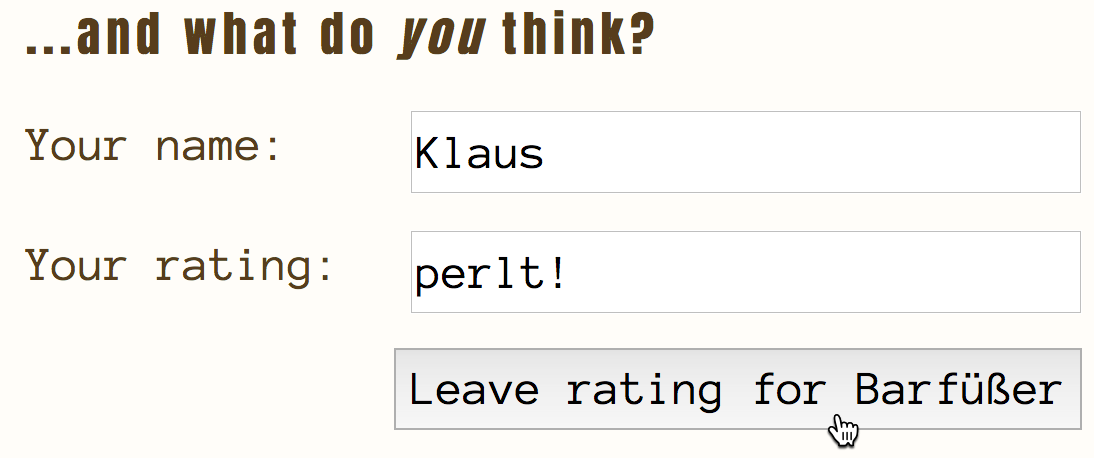 ...and what do you think?
Your name: Klaus
Your rating: perlt!
Leave rating for Barfüßer